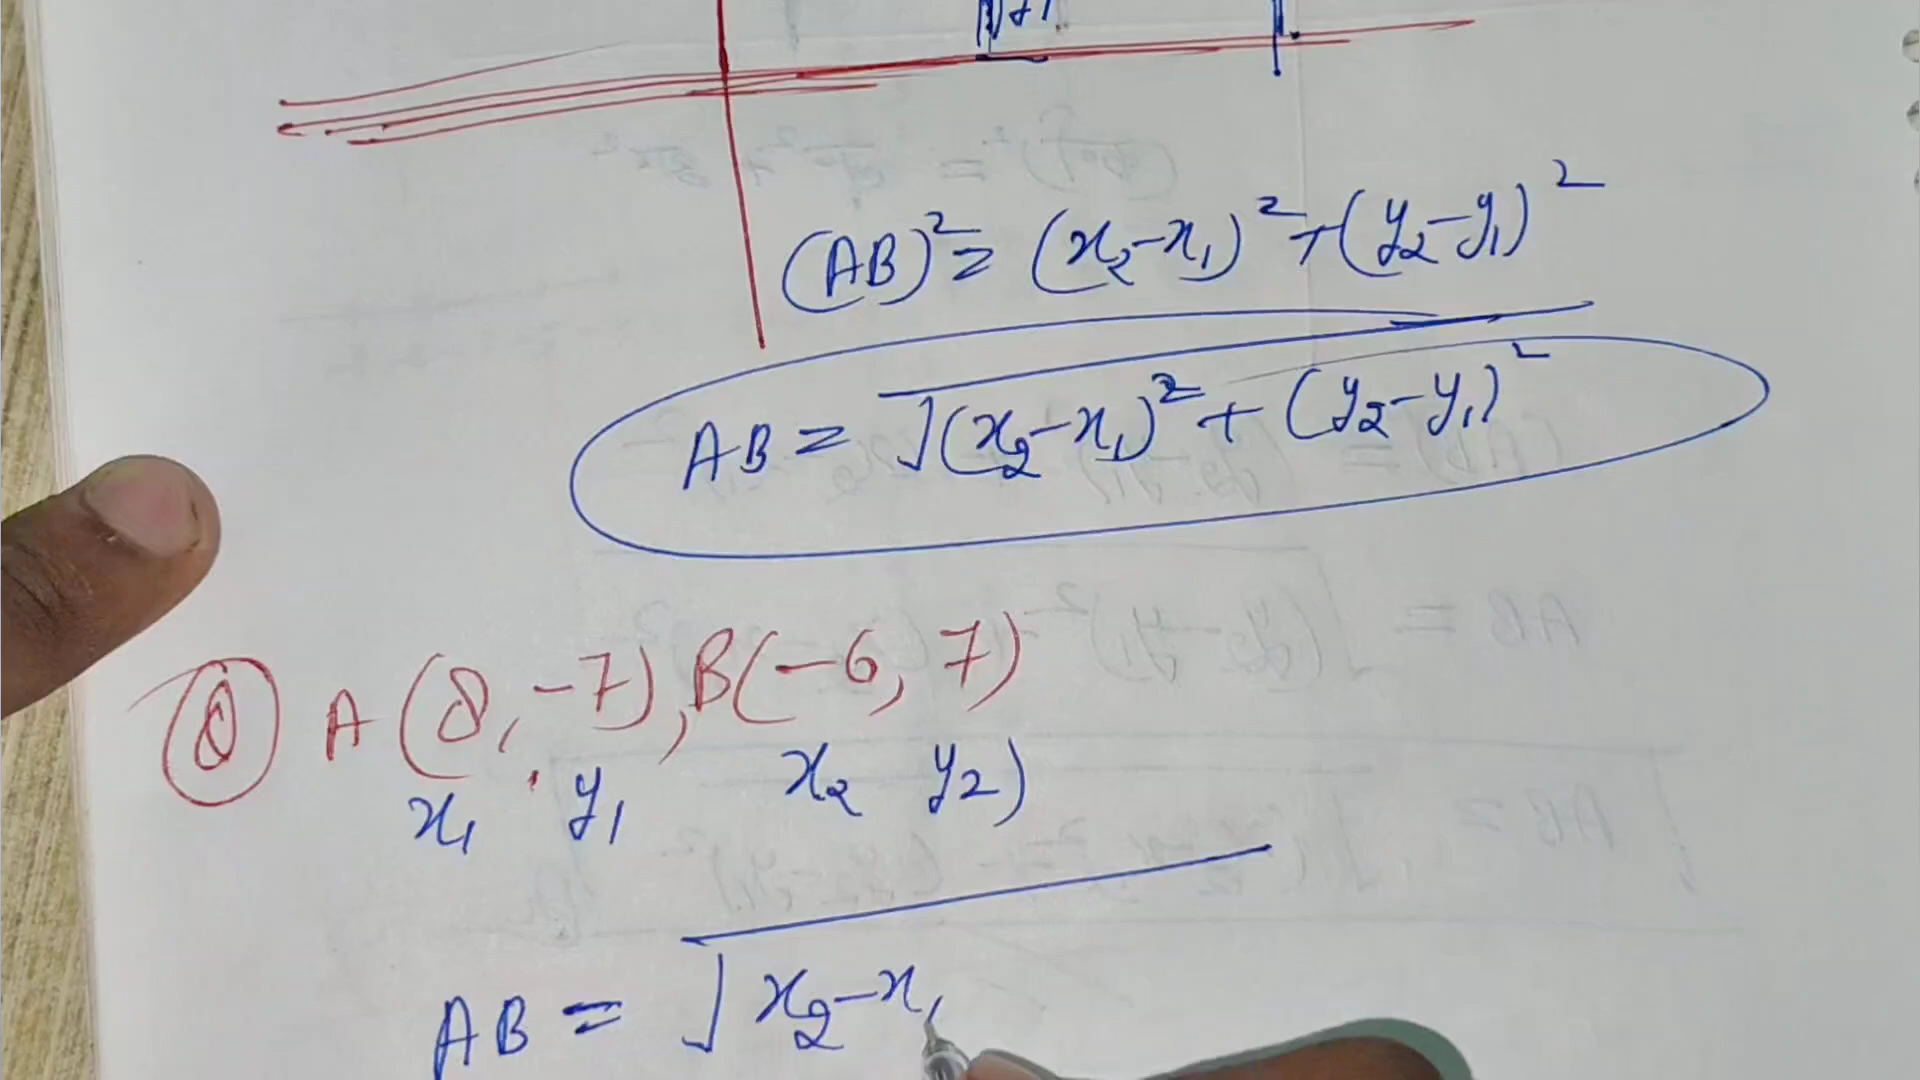 (AB)² = (x₂-x₁)² + (y₂-y₁)²
AB = √(x₂-x₁)² + (y₂-y₁)²
Q A (8, -7), B(-6, 7)
x₁ y₁ x₂ y₂)
AB = √x₂-x₁